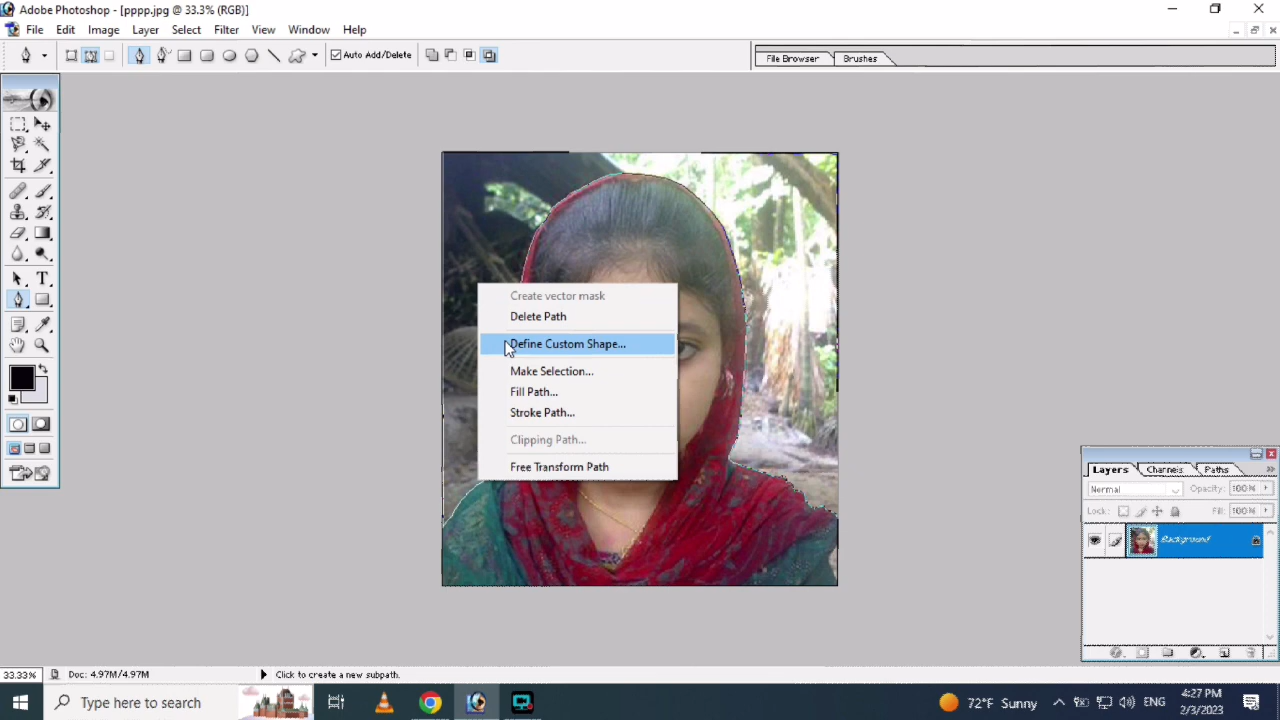 Adobe Photoshop - [pppp.jpg @ 33.3% (RGB)]
File Edit Image Layer Select Filter View Window Help
Auto Add/Delete
File Browser Brushes
T
Create vector mask
Delete Path
Define Custom Shape...
Make Selection...
Fill Path...
Stroke Path...
Clipping Path...
Free Transform Path
Layers Channels Paths
Normal Opacity: 100%
Lock: Fill: 100%
Background
33.33% Doc: 4.97M/4.97M Click to create a new subpath.
Type here to search
72°F Sunny ENG
4:27 PM
2/3/2023